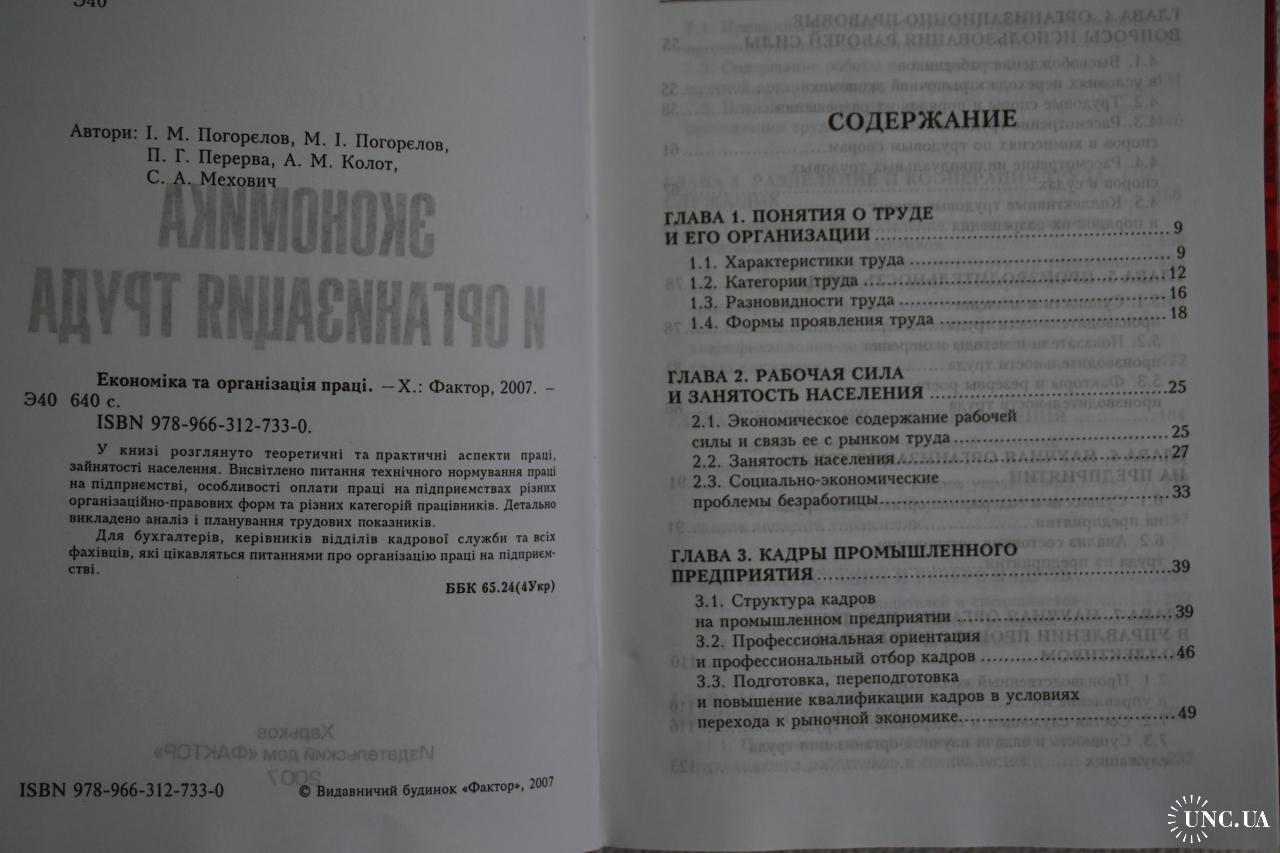 Э40
Автори: І. М. Погорєлов, М. І. Погорєлов,
П. Г. Перерва, А. М. Колот,
С. А. Мехович
ЭКОНОМИКА
И ОРГАНИЗАЦИЯ ТРУДА
Економіка та організація праці. — Х.: Фактор, 2007. –
Э40 640 с.
ISBN 978-966-312-733-0.
У книзі розглянуто теоретичні та практичні аспекти праці,
зайнятості населення. Висвітлено питання технічного нормування праці
на підприємстві, особливості оплати праці на підприємствах різних
організаційно-правових форм та різних категорій працівників. Детально
викладено аналіз і планування трудових показників.
Для бухгалтерів, керівників відділів кадрової служби та всіх
фахівців, які цікавляться питаннями про організацію праці на підприєм-
стві.
ББК 65.24(4Укр)
Харьков
Издательский дом «ФАКТОР»
2007
ISBN 978-966-312-733-0
© Видавничий будинок «Фактор», 2007
СОДЕРЖАНИЕ
ГЛАВА 1. ПОНЯТИЯ О ТРУДЕ
И ЕГО ОРГАНИЗАЦИИ ... 9
1.1. Характеристики труда ... 9
1.2. Категории труда ... 12
1.3. Разновидности труда ... 16
1.4. Формы проявления труда ... 18
ГЛАВА 2. РАБОЧАЯ СИЛА
И ЗАНЯТОСТЬ НАСЕЛЕНИЯ ... 25
2.1. Экономическое содержание рабочей
силы и связь ее с рынком труда ... 25
2.2. Занятость населения ... 27
2.3. Социально-экономические
проблемы безработицы ... 33
ГЛАВА 3. КАДРЫ ПРОМЫШЛЕННОГО
ПРЕДПРИЯТИЯ ... 39
3.1. Структура кадров
на промышленном предприятии ... 39
3.2. Профессиональная ориентация
и профессиональный отбор кадров ... 46
3.3. Подготовка, переподготовка
и повышение квалификации кадров в условиях
перехода к рыночной экономике ... 49
UNC.UA